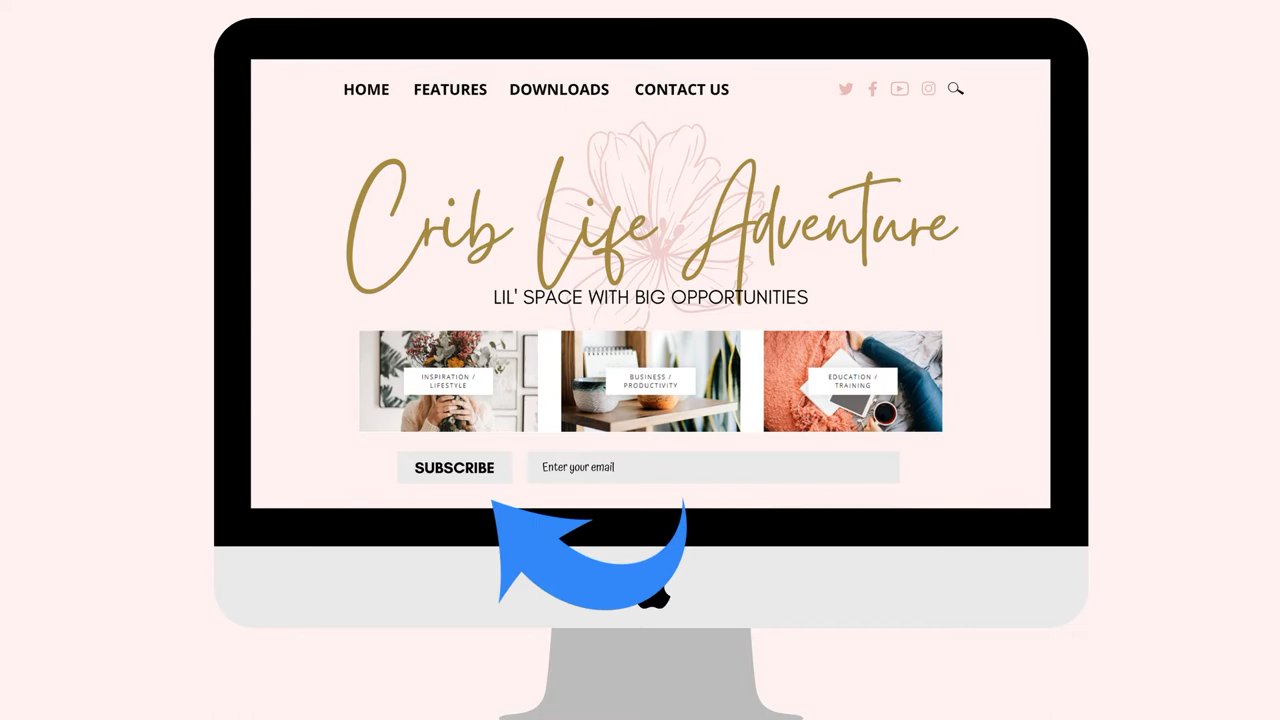 HOME FEATURES DOWNLOADS CONTACT US
Crib Life Adventure
LIL' SPACE WITH BIG OPPORTUNITIES
INSPIRATION /
LIFESTYLE
BUSINESS /
PRODUCTIVITY
EDUCATION /
TRAINING
SUBSCRIBE
Enter your email